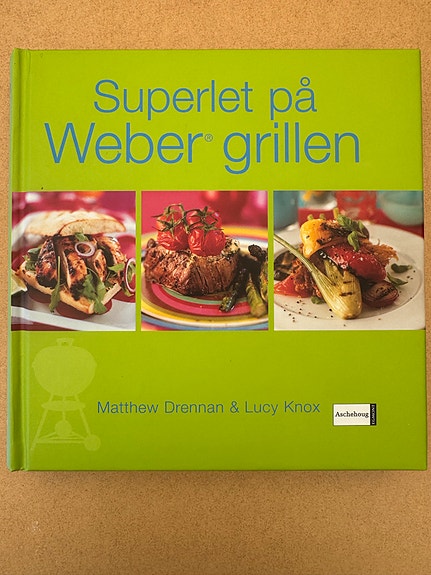 Superlet på
Weber® grillen
Matthew Drennan & Lucy Knox
Aschehoug